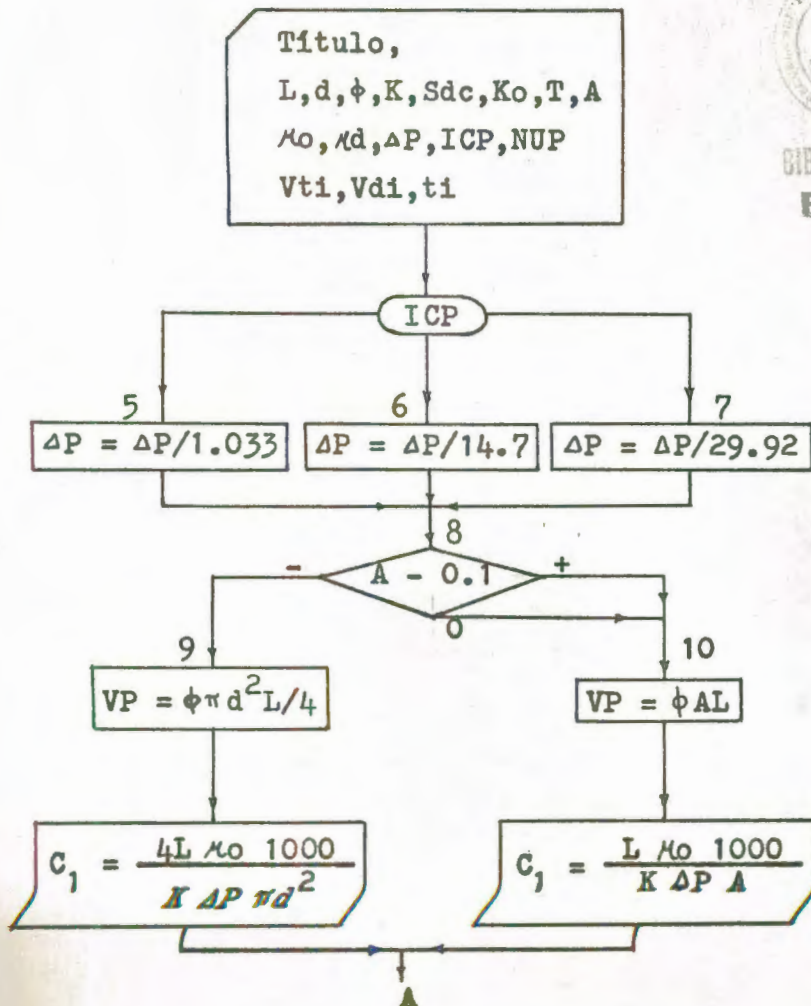 Título,
L,d,ϕ,K,Sdc,Ko,T,A
μo,μd,ΔP,ICP,NUP
Vti,Vdi,ti
ICP
5 6 7
ΔP = ΔP/1.033 ΔP = ΔP/14.7 ΔP = ΔP/29.92
8
- A - 0.1 +
0
9 10
VP = ϕπd²L/4 VP = ϕAL
C₁ = 4L μo 1000 / K ΔP πd² C₁ = L μo 1000 / K ΔP A
A